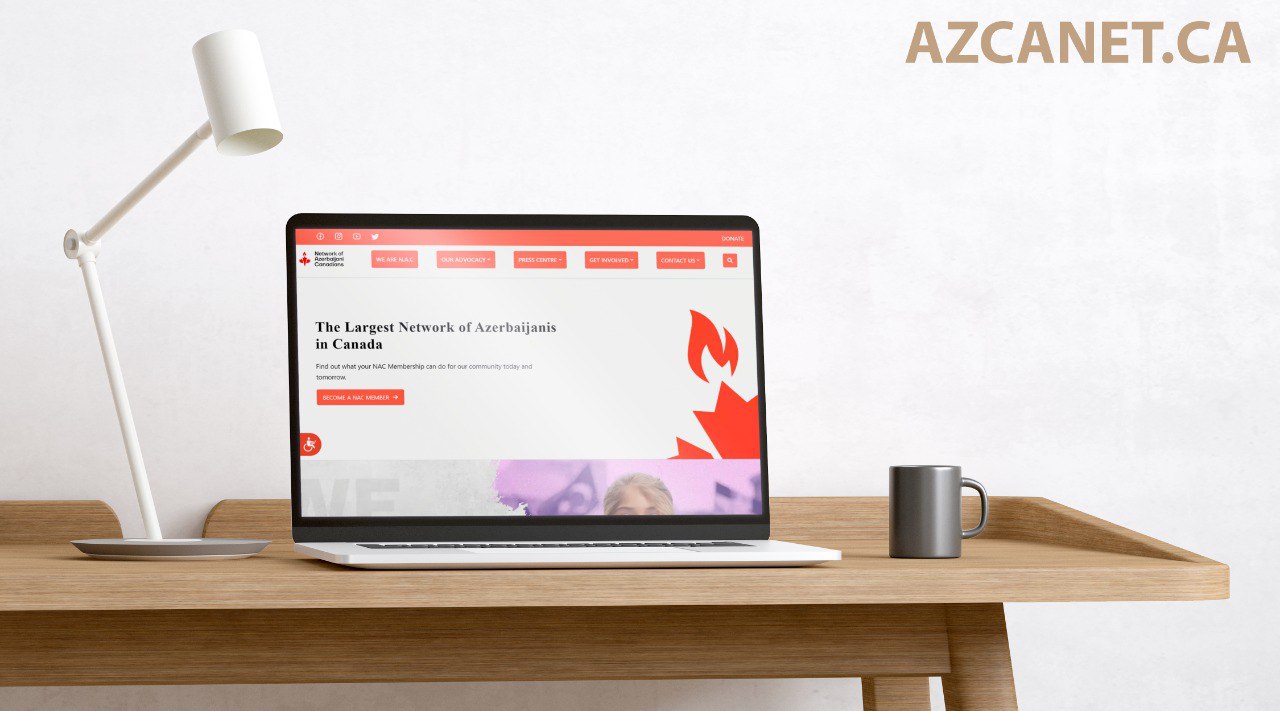 AZCANET.CA
DONATE
Network of
Azerbaijani
Canadians
WE ARE N.A.C
OUR ADVOCACY
PRESS CENTRE
GET INVOLVED
CONTACT US
The Largest Network of Azerbaijanis
in Canada
Find out what your NAC Membership can do for our community today and
tomorrow.
BECOME A NAC MEMBER →
WE